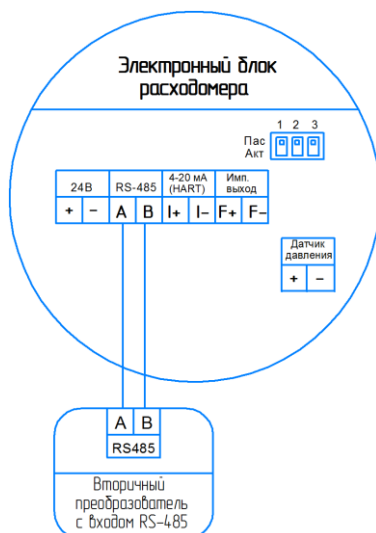 Электронный блок
расходомера
1 2 3
Пас
Акт
24В RS-485 4-20 мА (HART) Имп. выход
+ - A B I+ I- F+ F-
Датчик
давления
+ -
A B
RS485
Вторичный
преобразователь
с входом RS-485